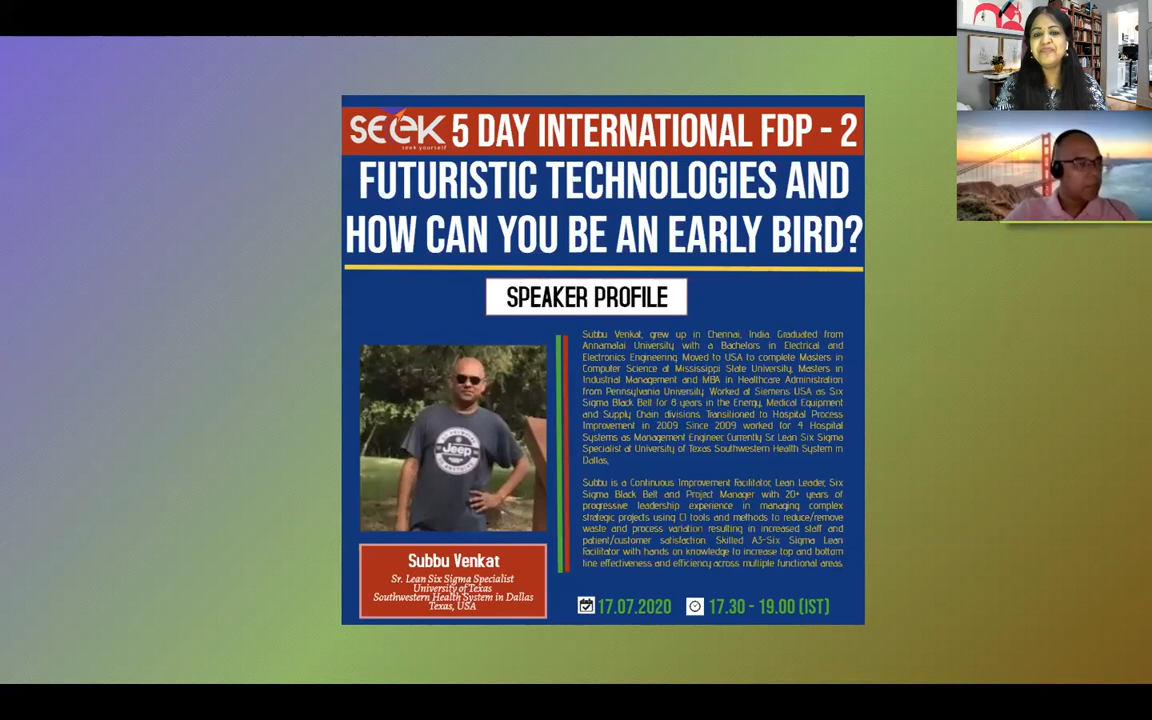 SEEK 5 DAY INTERNATIONAL FDP - 2
seek yourself
FUTURISTIC TECHNOLOGIES AND
HOW CAN YOU BE AN EARLY BIRD?
SPEAKER PROFILE
Subbu Venkat, grew up in Chennai, India. Graduated from
Annamalai University with a Bachelors in Electrical and
Electronics Engineering. Moved to USA to complete Masters in
Computer Science at Mississippi State University, Masters in
Industrial Management and MBA in Healthcare Administration
from Pennsylvania University. Worked at Siemens USA as Six
Sigma Black Belt for 8 years in the Energy, Medical Equipment
and Supply Chain divisions. Transitioned to Hospital Process
Improvement in 2009. Since 2009 worked for 4 Hospital
Systems as Management Engineer. Currently Sr. Lean Six Sigma
Specialist at University of Texas Southwestern Health System in
Dallas,
Subbu is a Continuous Improvement Facilitator, Lean Leader, Six
Sigma Black Belt and Project Manager with 20+ years of
progressive leadership experience in managing complex
strategic projects using CI tools and methods to reduce/remove
waste and process variation resulting in increased staff and
patient/customer satisfaction. Skilled A3-Six Sigma Lean
facilitator with hands on knowledge to increase top and bottom
line effectiveness and efficiency across multiple functional areas.
Jeep
Subbu Venkat
Sr. Lean Six Sigma Specialist
University of Texas
Southwestern Health System in Dallas
Texas, USA
17.07.2020 17.30 - 19.00 (IST)